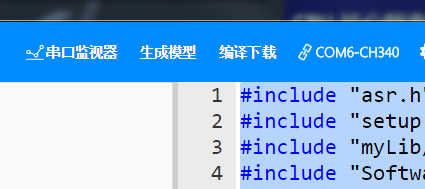 串口监视器 生成模型 编译下载 COM6-CH340
1 #include "asr.h"
2 #include "setup
3 #include "myLib/
4 #include "Softwa